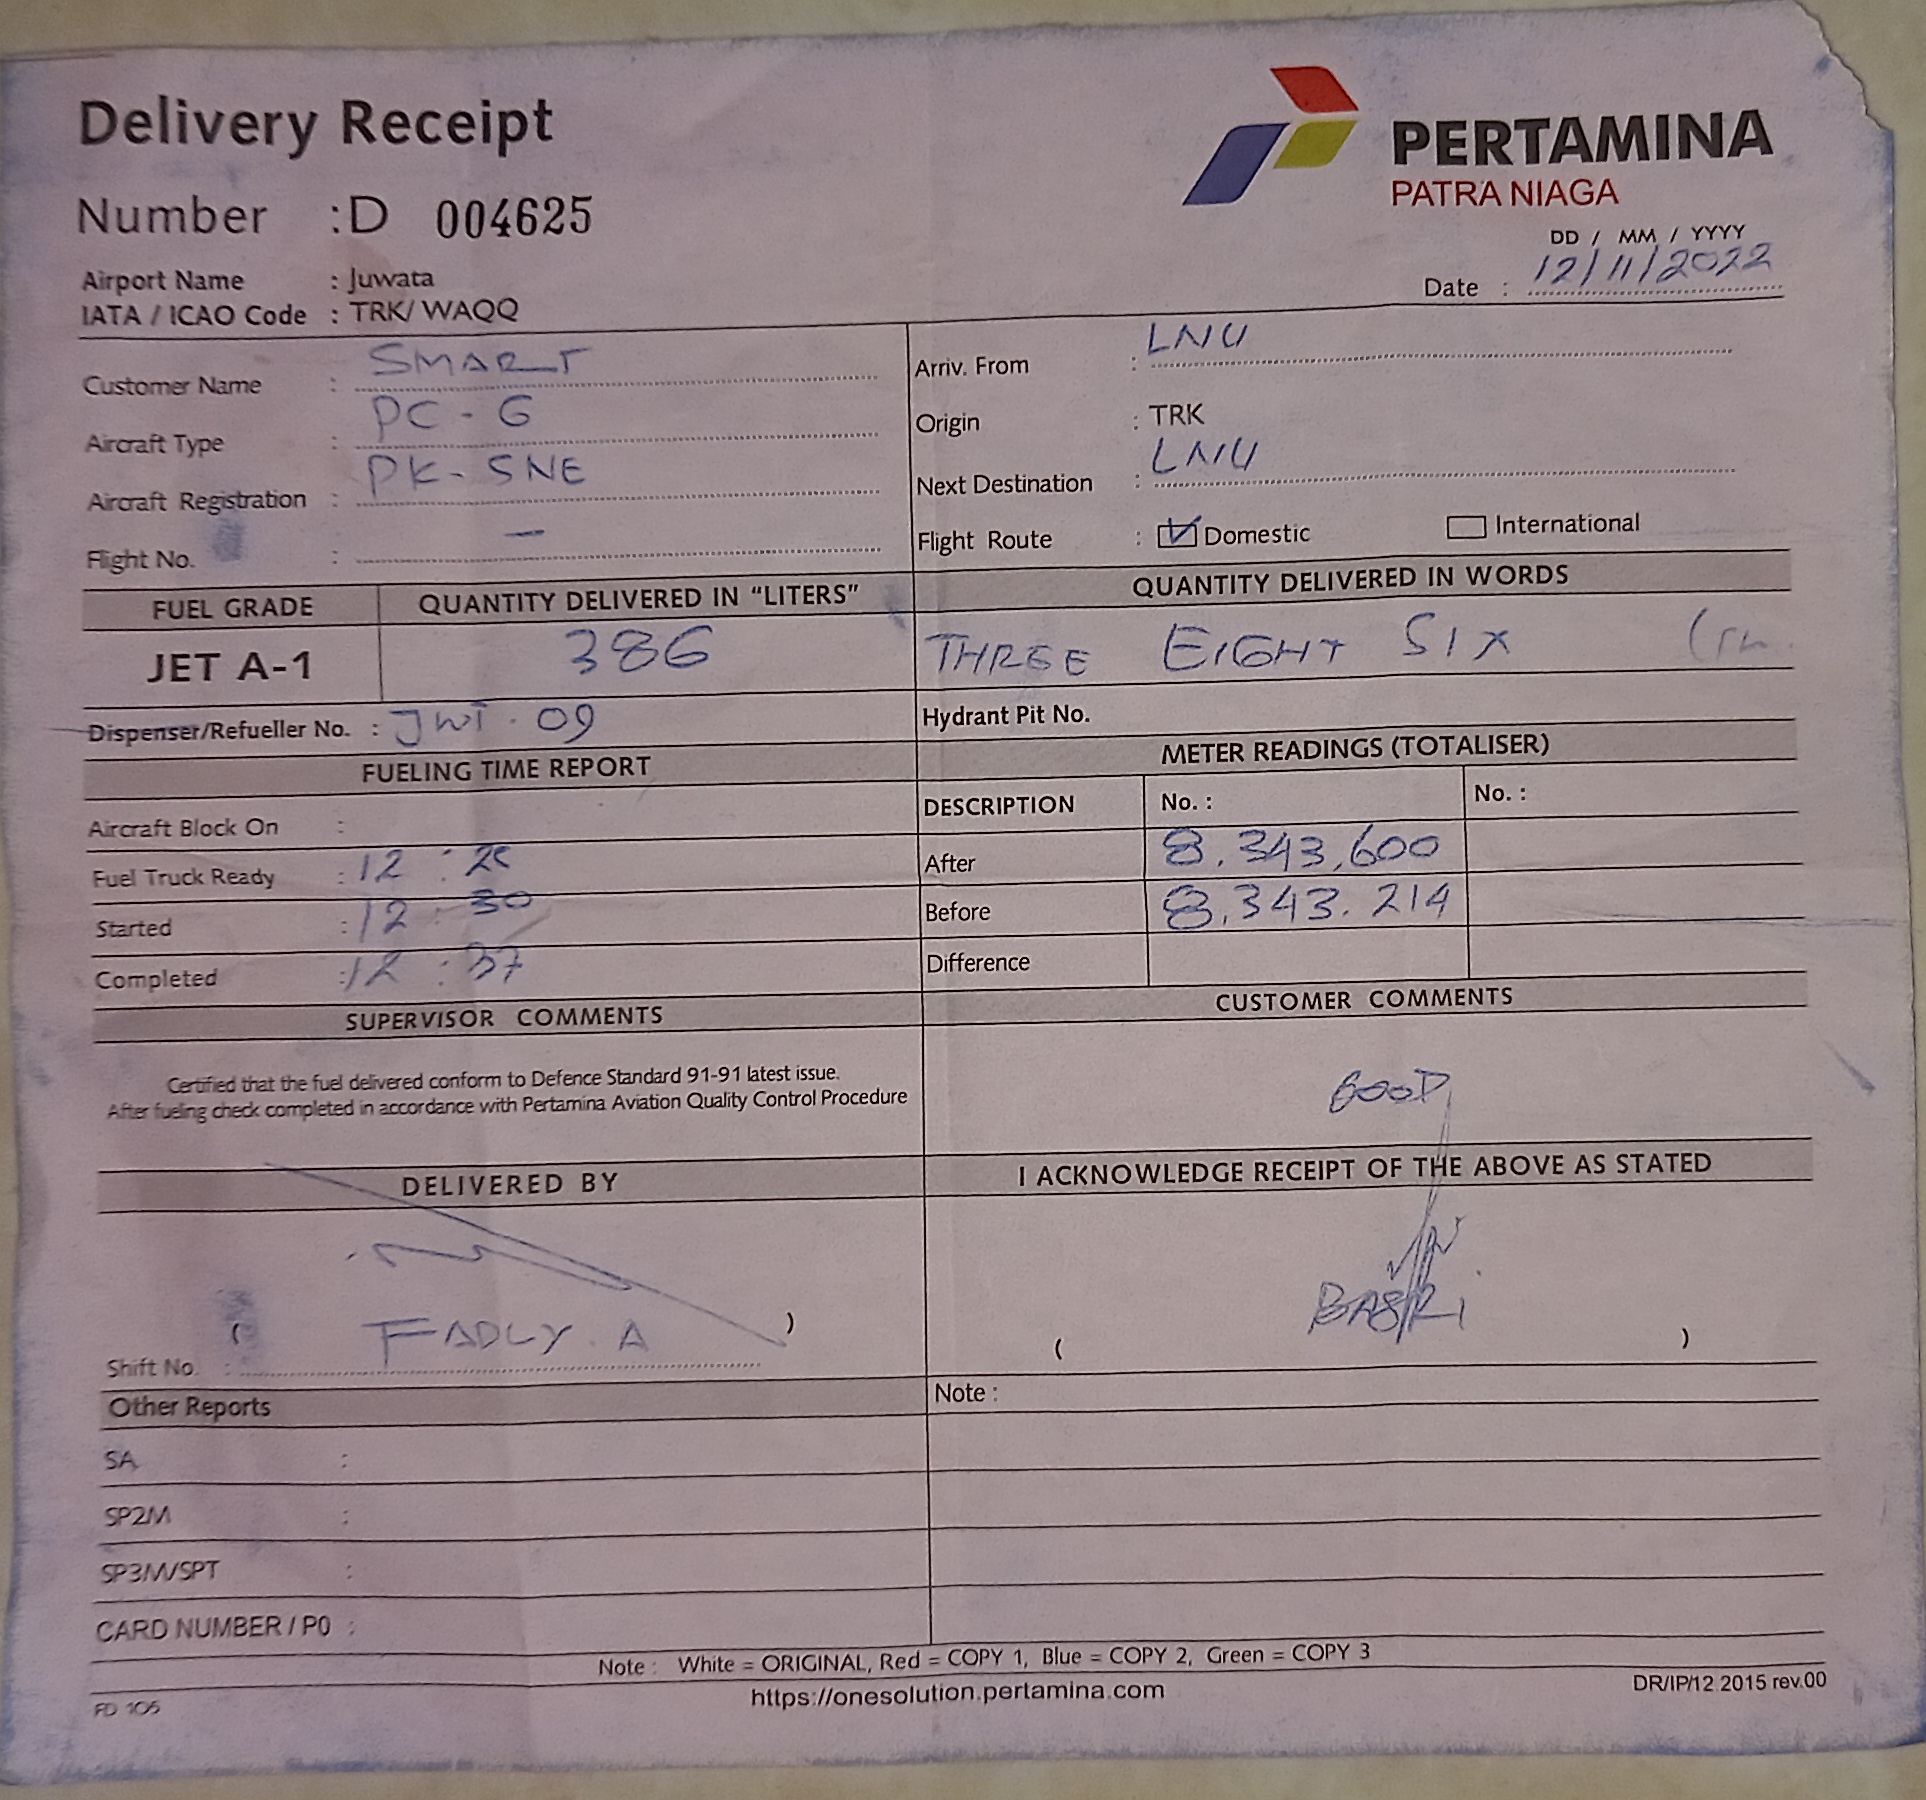 Delivery Receipt
PERTAMINA
PATRA NIAGA
Number : D 004625
DD / MM / YYYY
Date : 12/11/2022
Airport Name : Juwata
IATA / ICAO Code : TRK/ WAQQ
Customer Name : SMART
Arriv. From : LNU
Aircraft Type : PC - 6
Origin : TRK
Aircraft Registration : PK - SNE
Next Destination : LNU
Flight No. : -
Flight Route : Domestic International
FUEL GRADE QUANTITY DELIVERED IN "LITERS" QUANTITY DELIVERED IN WORDS
JET A-1 386 THREE EIGHT SIX
Dispenser/Refueller No. : JWT . 09 Hydrant Pit No.
FUELING TIME REPORT METER READINGS (TOTALISER)
DESCRIPTION No. : No. :
Aircraft Block On :
Fuel Truck Ready : 12 :
After 8.343,600
Started : 12 : 30
Before 8.343.214
Completed : 12 : 37
Difference
SUPERVISOR COMMENTS CUSTOMER COMMENTS
Certified that the fuel delivered conform to Defence Standard 91-91 latest issue.
After fueling check completed in accordance with Pertamina Aviation Quality Control Procedure
GOOD
DELIVERED BY I ACKNOWLEDGE RECEIPT OF THE ABOVE AS STATED
( FADLY . A ) ( BASRI )
Shift No. :
Other Reports Note :
SA :
SP2M :
SP3M/SPT :
CARD NUMBER / PO :
Note : White = ORIGINAL, Red = COPY 1, Blue = COPY 2, Green = COPY 3
https://onesolution.pertamina.com
FD 105 DR/IP/12 2015 rev.00